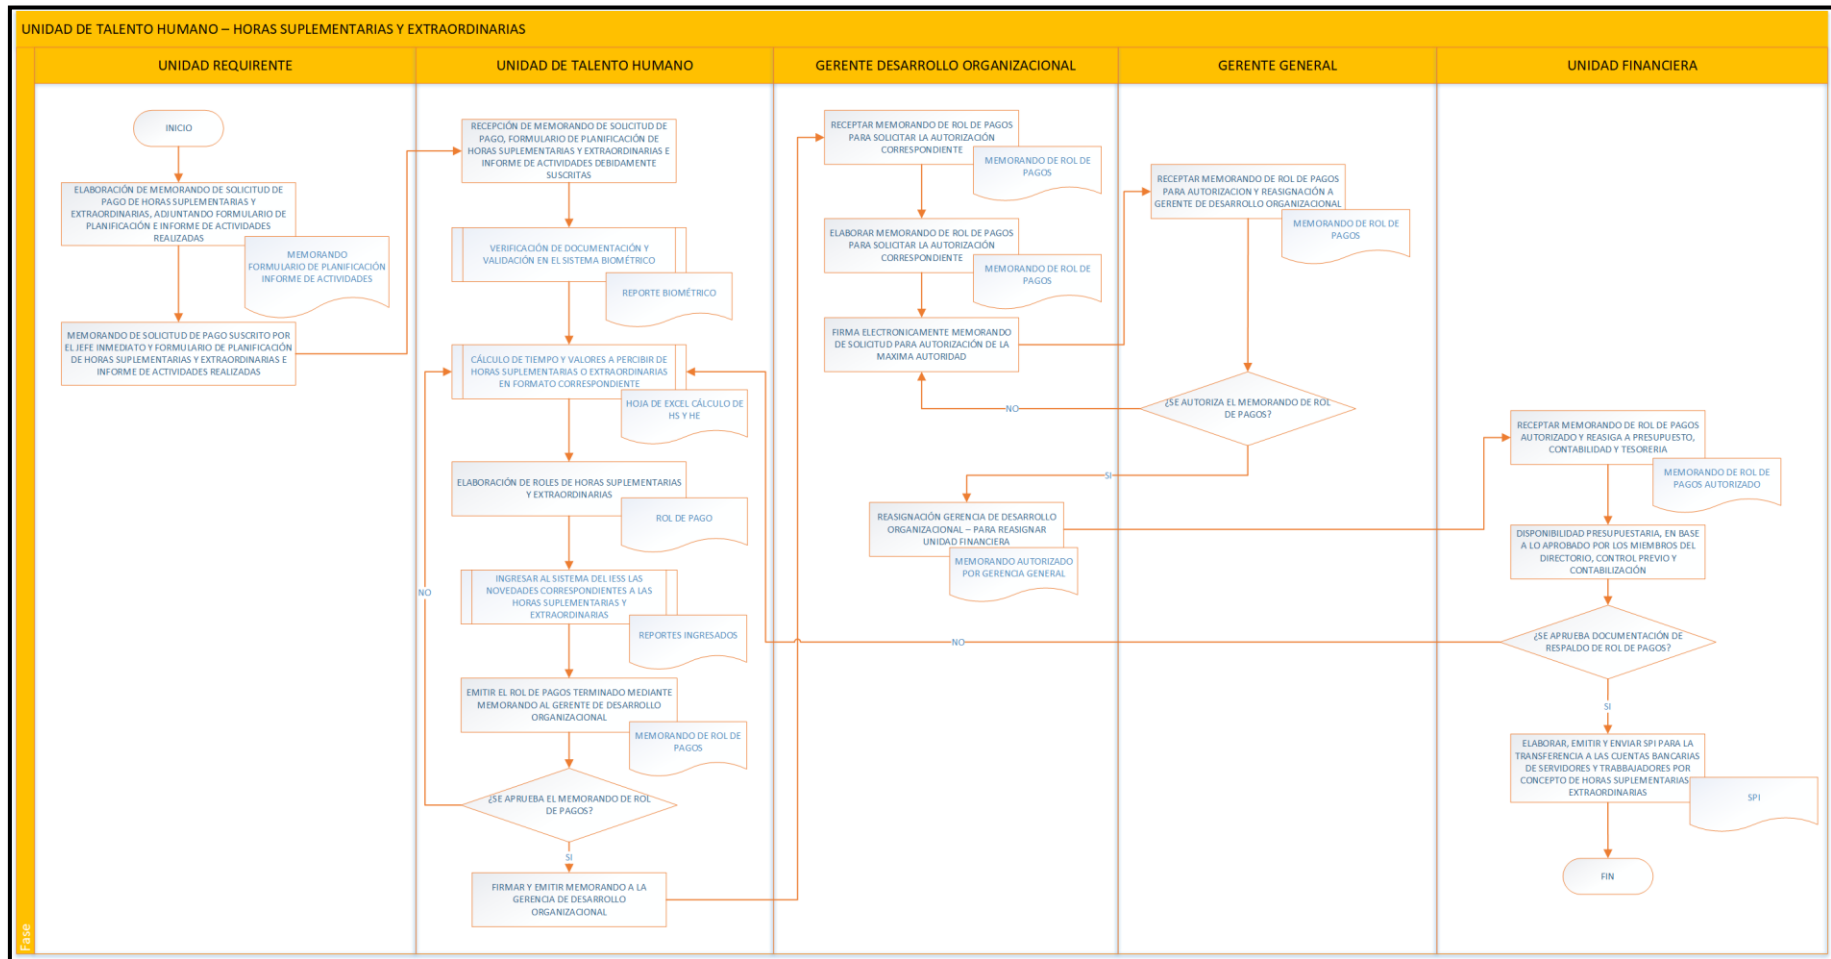 UNIDAD DE TALENTO HUMANO – HORAS SUPLEMENTARIAS Y EXTRAORDINARIAS
UNIDAD REQUIRENTE
UNIDAD DE TALENTO HUMANO
GERENTE DESARROLLO ORGANIZACIONAL
GERENTE GENERAL
UNIDAD FINANCIERA
Fase
INICIO
ELABORACIÓN DE MEMORANDO DE SOLICITUD DE
PAGO DE HORAS SUPLEMENTARIAS Y
EXTRAORDINARIAS, ADJUNTANDO FORMULARIO DE
PLANIFICACIÓN E INFORME DE ACTIVIDADES
REALIZADAS
MEMORANDO
FORMULARIO DE PLANIFICACIÓN
INFORME DE ACTIVIDADES
MEMORANDO DE SOLICITUD DE PAGO SUSCRITO POR
EL JEFE INMEDIATO Y FORMULARIO DE PLANIFICACIÓN
DE HORAS SUPLEMENTARIAS Y EXTRAORDINARIAS E
INFORME DE ACTIVIDADES REALIZADAS
RECEPCIÓN DE MEMORANDO DE SOLICITUD DE
PAGO, FORMULARIO DE PLANIFICACIÓN DE
HORAS SUPLEMENTARIAS Y EXTRAORDINARIAS E
INFORME DE ACTIVIDADES DEBIDAMENTE
SUSCRITAS
VERIFICACIÓN DE DOCUMENTACIÓN Y
VALIDACIÓN EN EL SISTEMA BIOMÉTRICO
REPORTE BIOMÉTRICO
CÁLCULO DE TIEMPO Y VALORES A PERCIBIR DE
HORAS SUPLEMENTARIAS O EXTRAORDINARIAS
EN FORMATO CORRESPONDIENTE
HOJA DE EXCEL CÁLCULO DE
HS Y HE
ELABORACIÓN DE ROLES DE HORAS SUPLEMENTARIAS
Y EXTRAORDINARIAS
ROL DE PAGO
INGRESAR AL SISTEMA DEL IESS LAS
NOVEDADES CORRESPONDIENTES A LAS
HORAS SUPLEMENTARIAS Y
EXTRAORDINARIAS
NO
REPORTES INGRESADOS
EMITIR EL ROL DE PAGOS TERMINADO MEDIANTE
MEMORANDO AL GERENTE DE DESARROLLO
ORGANIZACIONAL
MEMORANDO DE ROL DE
PAGOS
¿SE APRUEBA EL MEMORANDO DE ROL
DE PAGOS?
SI
FIRMAR Y EMITIR MEMORANDO A LA
GERENCIA DE DESARROLLO
ORGANIZACIONAL
RECEPTAR MEMORANDO DE ROL DE PAGOS
PARA SOLICITAR LA AUTORIZACIÓN
CORRESPONDIENTE
MEMORANDO DE ROL DE
PAGOS
ELABORAR MEMORANDO DE ROL DE PAGOS
PARA SOLICITAR LA AUTORIZACIÓN
CORRESPONDIENTE
MEMORANDO DE ROL DE
PAGOS
FIRMA ELECTRONICAMENTE MEMORANDO
DE SOLICITUD PARA AUTORIZACIÓN DE LA
MAXIMA AUTORIDAD
NO
SI
REASIGNACIÓN GERENCIA DE DESARROLLO
ORGANIZACIONAL – PARA REASIGNAR
UNIDAD FINANCIERA
MEMORANDO AUTORIZADO
POR GERENCIA GENERAL
NO
RECEPTAR MEMORANDO DE ROL DE PAGOS
PARA AUTORIZACION Y REASIGNACIÓN A
GERENTE DE DESARROLLO ORGANIZACIONAL
MEMORANDO DE ROL DE
PAGOS
¿SE AUTORIZA EL MEMORANDO DE ROL
DE PAGOS?
RECEPTAR MEMORANDO DE ROL DE PAGOS
AUTORIZADO Y REASIGA A PRESUPUESTO,
CONTABILIDAD Y TESORERIA
MEMORANDO DE ROL DE
PAGOS AUTORIZADO
DISPONIBILIDAD PRESUPUESTARIA, EN BASE
A LO APROBADO POR LOS MIEMBROS DEL
DIRECTORIO, CONTROL PREVIO Y
CONTABILIZACIÓN
¿SE APRUEBA DOCUMENTACIÓN DE
RESPALDO DE ROL DE PAGOS?
SI
ELABORAR, EMITIR Y ENVIAR SPI PARA LA
TRANSFERENCIA A LAS CUENTAS BANCARIAS
DE SERVIDORES Y TRABBAJADORES POR
CONCEPTO DE HORAS SUPLEMENTARIAS
EXTRAORDINARIAS
SPI
FIN